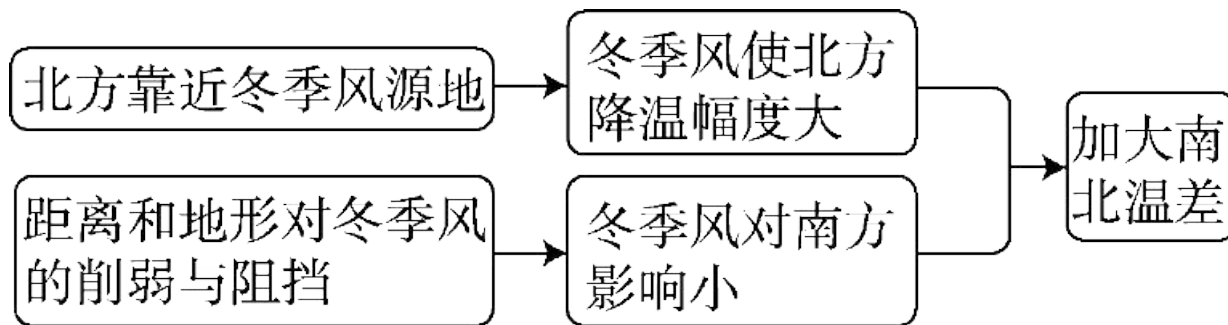 北方靠近冬季风源地
冬季风使北方
降温幅度大
距离和地形对冬季风
的削弱与阻挡
冬季风对南方
影响小
加大南
北温差